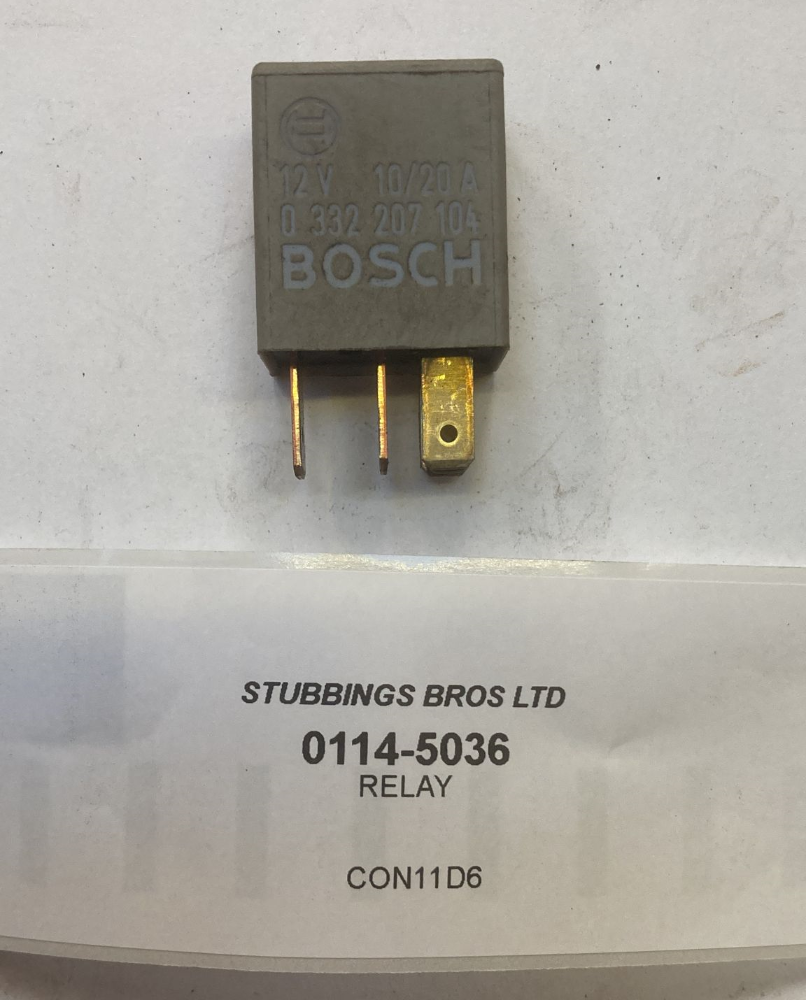 12 V 10/20 A
0 332 207 104
BOSCH
STUBBINGS BROS LTD
0114-5036
RELAY
CON11D6